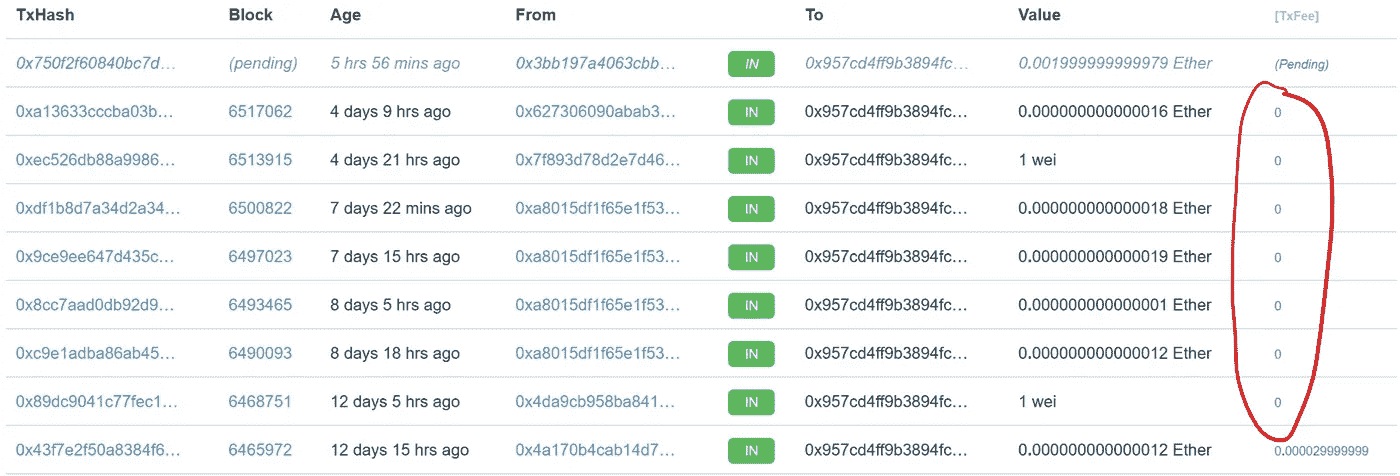 TxHash Block Age From To Value [TxFee]
0x750f2f60840bc7d... (pending) 5 hrs 56 mins ago 0x3bb197a4063cbb... IN 0x957cd4ff9b3894fc... 0.001999999999979 Ether (Pending)
0xa13633cccba03b... 6517062 4 days 9 hrs ago 0x627306090abab3... IN 0x957cd4ff9b3894fc... 0.000000000000016 Ether 0
0xec526db88a9986... 6513915 4 days 21 hrs ago 0x7f893d78d2e7d46... IN 0x957cd4ff9b3894fc... 1 wei 0
0xdf1b8d7a34d2a34... 6500822 7 days 22 mins ago 0xa8015df1f65e1f53... IN 0x957cd4ff9b3894fc... 0.000000000000018 Ether 0
0x9ce9ee647d435c... 6497023 7 days 15 hrs ago 0xa8015df1f65e1f53... IN 0x957cd4ff9b3894fc... 0.000000000000019 Ether 0
0x8cc7aad0db92d9... 6493465 8 days 5 hrs ago 0xa8015df1f65e1f53... IN 0x957cd4ff9b3894fc... 0.000000000000001 Ether 0
0xc9e1adba86ab45... 6490093 8 days 18 hrs ago 0xa8015df1f65e1f53... IN 0x957cd4ff9b3894fc... 0.000000000000012 Ether 0
0x89dc9041c77fec1... 6468751 12 days 5 hrs ago 0x4da9cb958ba841... IN 0x957cd4ff9b3894fc... 1 wei 0
0x43f7e2f50a8384f6... 6465972 12 days 15 hrs ago 0x4a170b4cab14d7... IN 0x957cd4ff9b3894fc... 0.000000000000012 Ether 0.000029999999